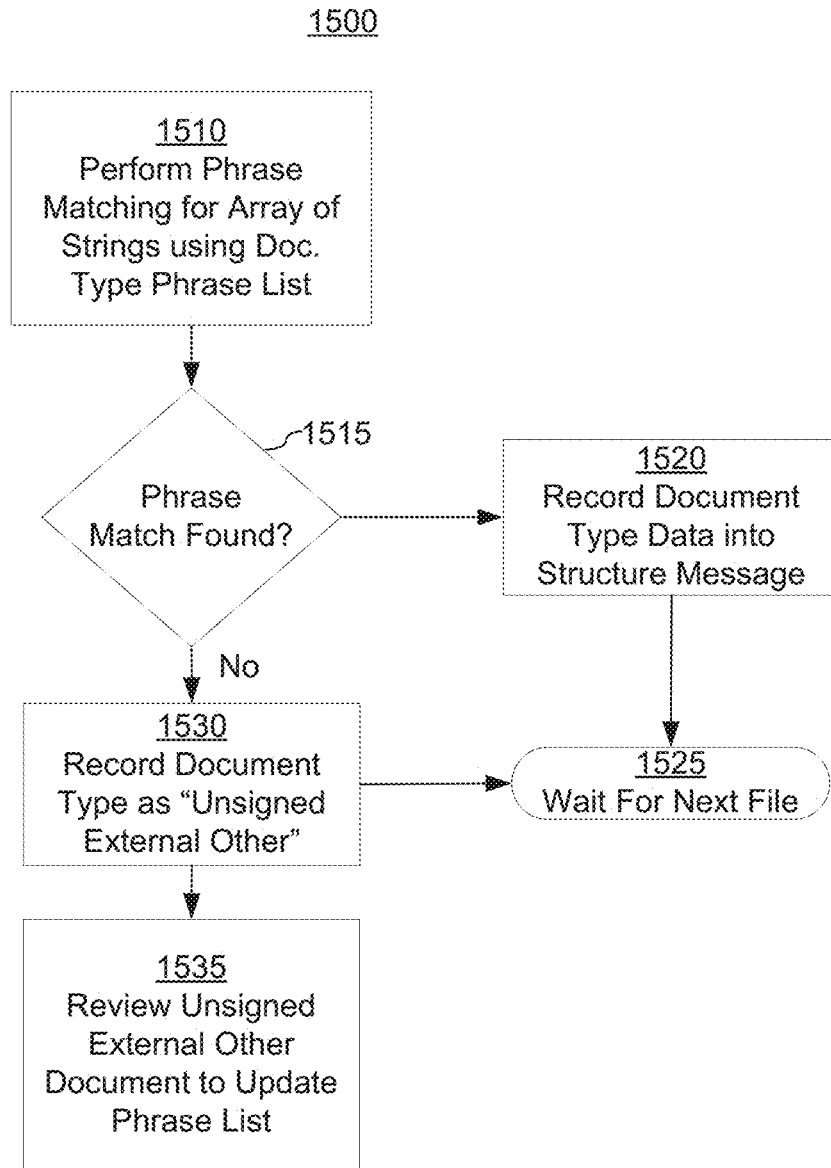 1500
1510
Perform Phrase
Matching for Array of
Strings using Doc.
Type Phrase List
1515
Phrase
Match Found?
1520
Record Document
Type Data into
Structure Message
No
1530
Record Document
Type as “Unsigned
External Other”
1525
Wait For Next File
1535
Review Unsigned
External Other
Document to Update
Phrase List